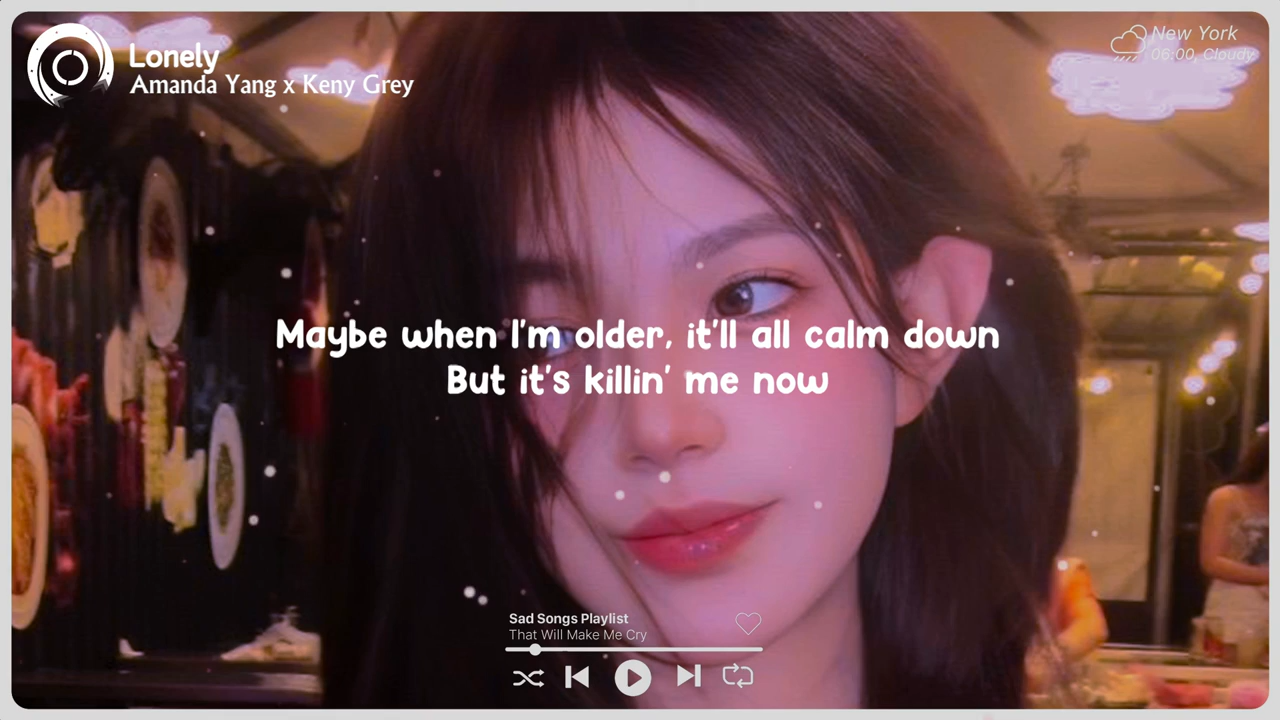 Lonely
Amanda Yang x Keny Grey
New York
06:00, Cloudy
Maybe when I'm older, it'll all calm down
But it's killin' me now
Sad Songs Playlist
That Will Make Me Cry